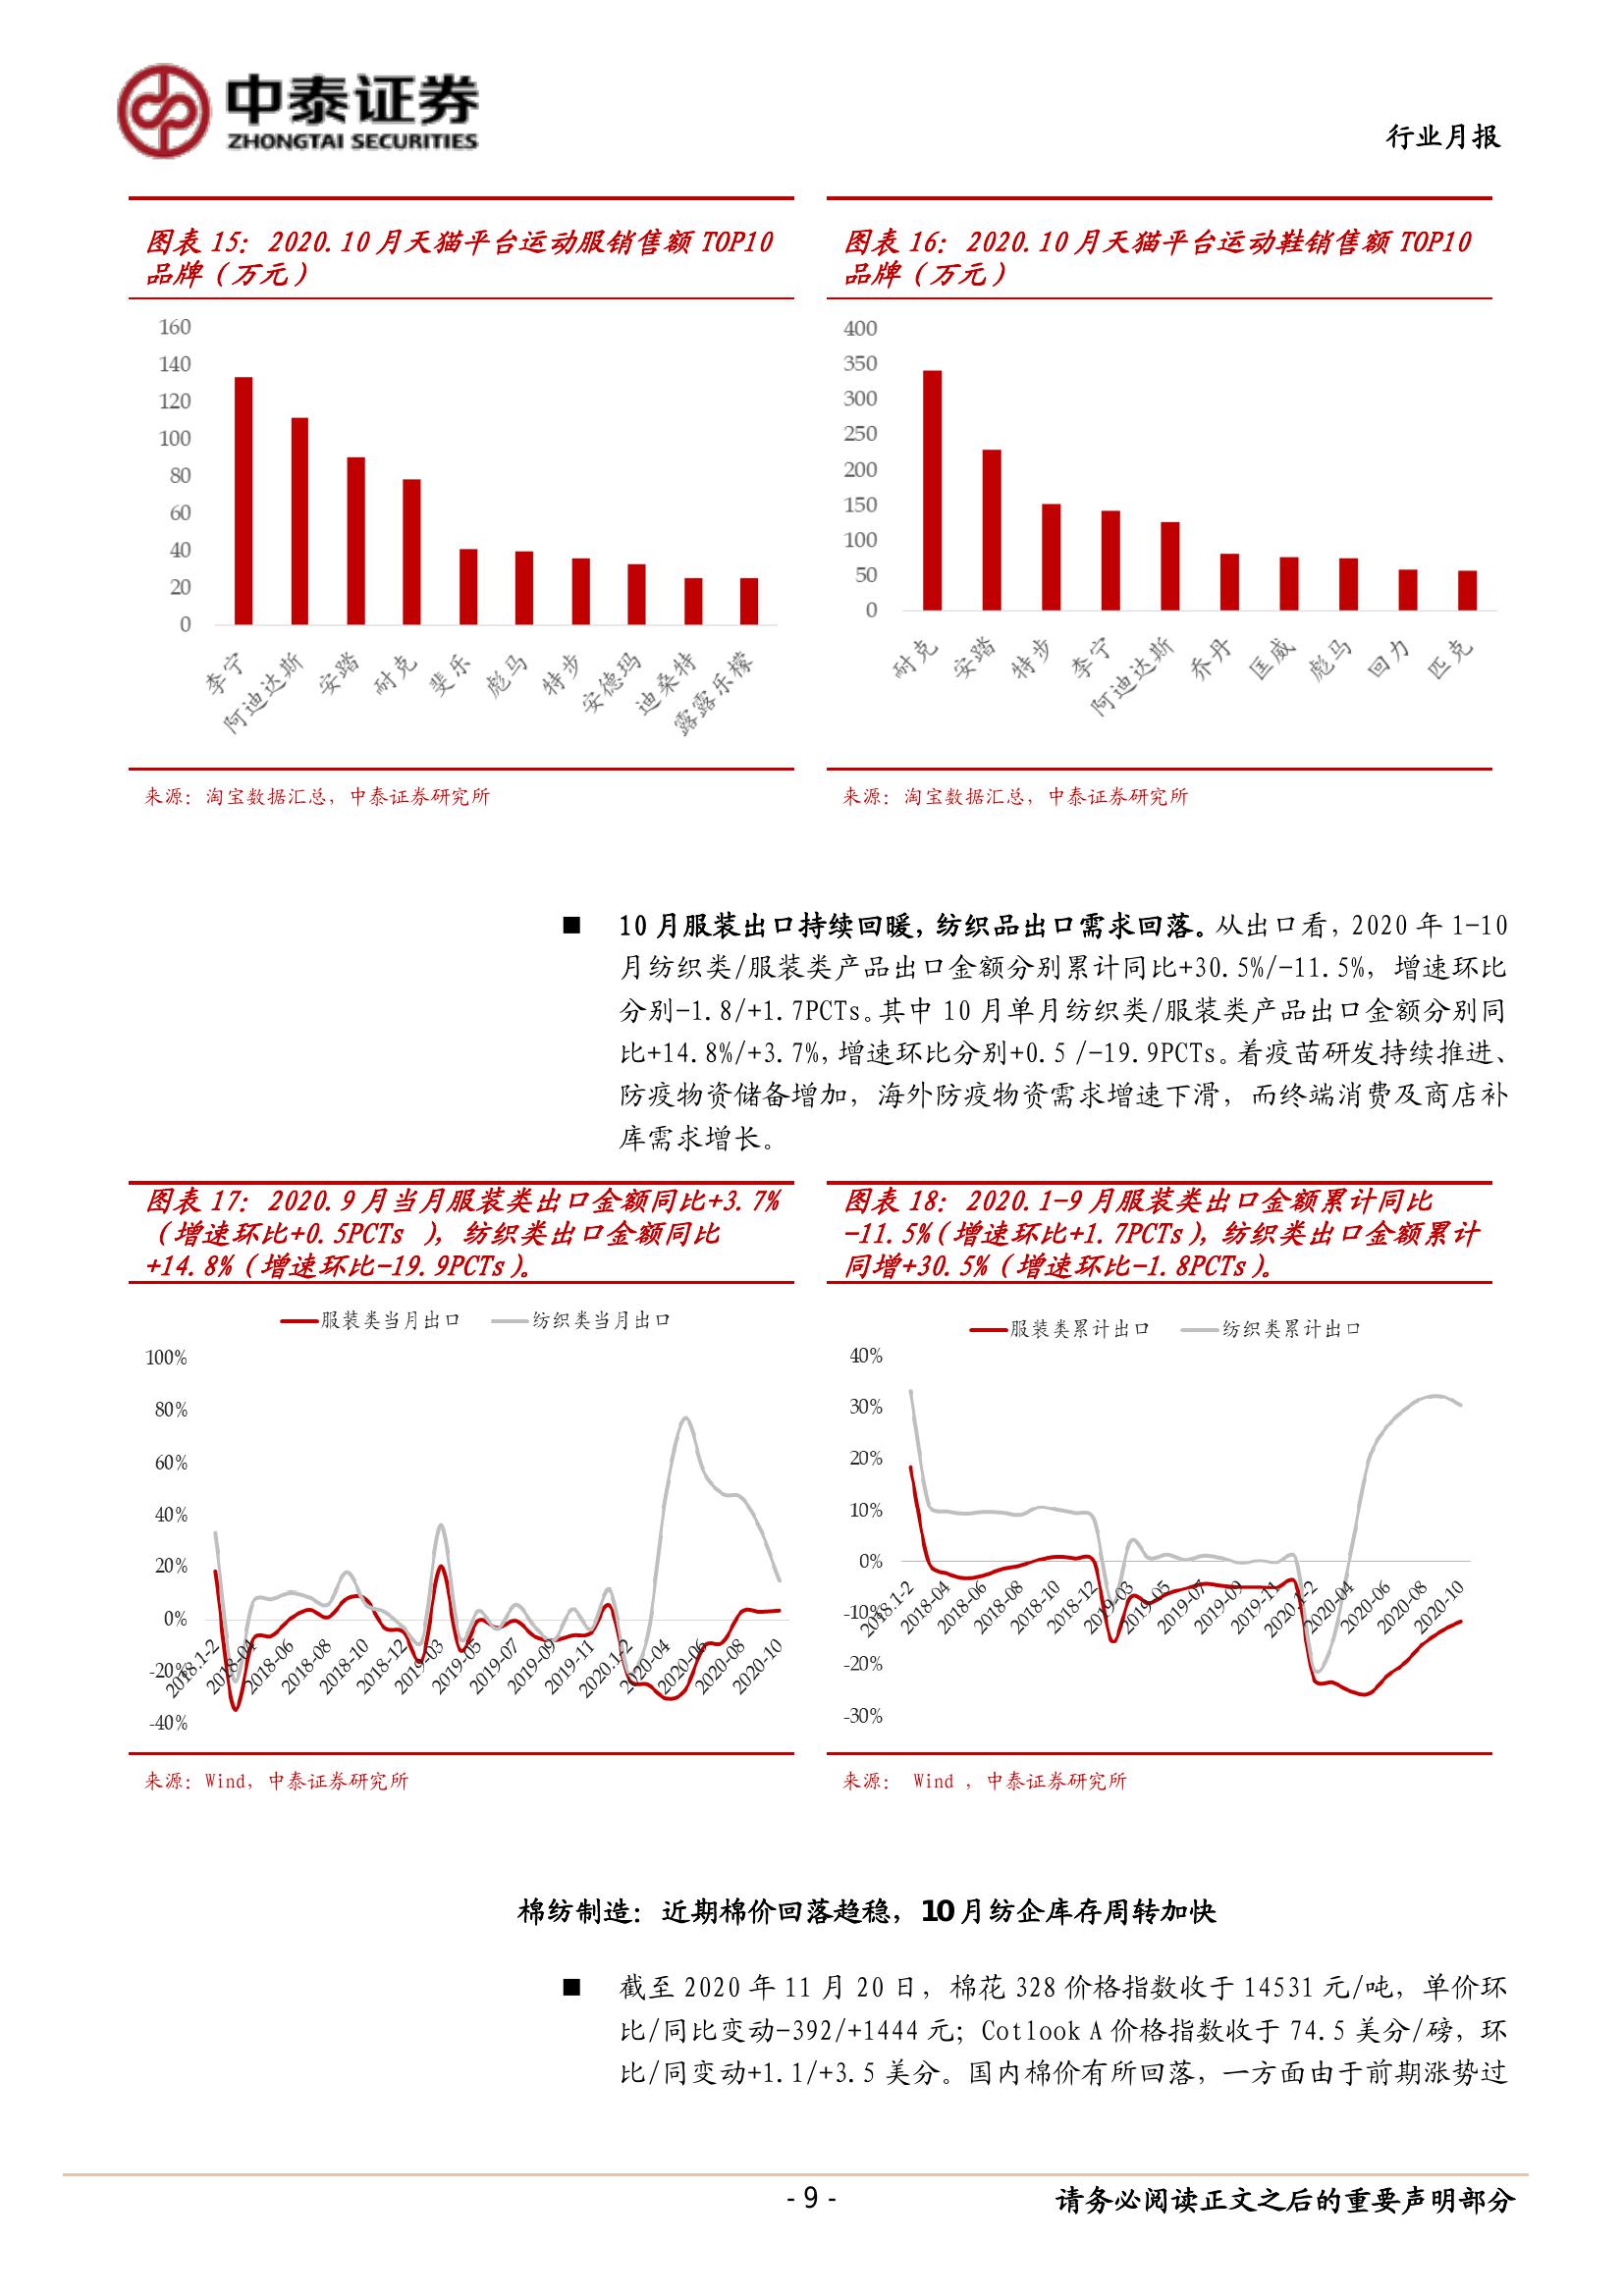 中泰证券
ZHONGTAI SECURITIES
行业月报
图表 15：2020.10 月天猫平台运动服销售额 TOP10
品牌（万元）
160
140
120
100
80
60
40
20
0
李宁
阿迪达斯
安踏
耐克
斐乐
彪马
特步
安德玛
迪桑特
露露乐檬
来源：淘宝数据汇总，中泰证券研究所
图表 16：2020.10 月天猫平台运动鞋销售额 TOP10
品牌（万元）
400
350
300
250
200
150
100
50
0
耐克
安踏
特步
李宁
阿迪达斯
乔丹
匡威
彪马
回力
匹克
来源：淘宝数据汇总，中泰证券研究所
■ 10 月服装出口持续回暖，纺织品出口需求回落。从出口看，2020 年 1-10
月纺织类/服装类产品出口金额分别累计同比+30.5%/-11.5%，增速环比
分别-1.8/+1.7PCTs。其中 10 月单月纺织类/服装类产品出口金额分别同
比+14.8%/+3.7%，增速环比分别+0.5 /-19.9PCTs。着疫苗研发持续推进、
防疫物资储备增加，海外防疫物资需求增速下滑，而终端消费及商店补
库需求增长。
图表 17：2020.9 月当月服装类出口金额同比+3.7%
（增速环比+0.5PCTs ），纺织类出口金额同比
+14.8%（增速环比-19.9PCTs）。
服装类当月出口 纺织类当月出口
100%
80%
60%
40%
20%
0%
-20%
-40%
2018.1-2
2018-04
2018-06
2018-08
2018-10
2018-12
2019-03
2019-05
2019-07
2019-09
2019-11
2020.1-2
2020-04
2020-06
2020-08
2020-10
来源：Wind，中泰证券研究所
图表 18：2020.1-9 月服装类出口金额累计同比
-11.5%（增速环比+1.7PCTs），纺织类出口金额累计
同增+30.5%（增速环比-1.8PCTs）。
服装类累计出口 纺织类累计出口
40%
30%
20%
10%
0%
-10%
-20%
-30%
2018.1-2
2018-04
2018-06
2018-08
2018-10
2018-12
2019-03
2019-05
2019-07
2019-09
2019-11
2020.1-2
2020-04
2020-06
2020-08
2020-10
来源： Wind ，中泰证券研究所
棉纺制造：近期棉价回落趋稳，10 月纺企库存周转加快
■ 截至 2020 年 11 月 20 日，棉花 328 价格指数收于 14531 元/吨，单价环
比/同比变动-392/+1444 元；Cotlook A 价格指数收于 74.5 美分/磅，环
比/同变动+1.1/+3.5 美分。国内棉价有所回落，一方面由于前期涨势过
- 9 -
请务必阅读正文之后的重要声明部分